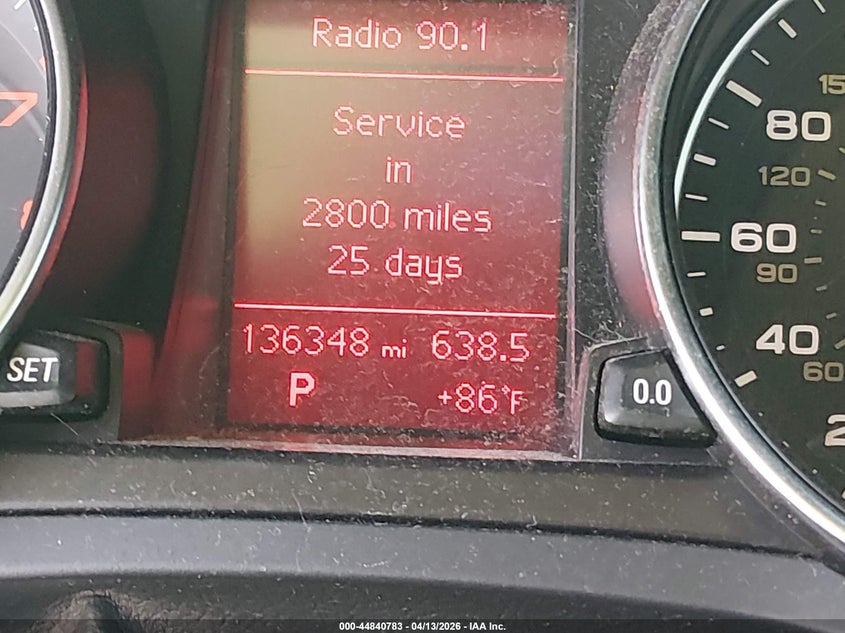 Radio 90.1
Service
in
2800 miles
25 days
136348 mi 638.5
P +86°F
SET
0.0
7
80
120
60
90
40
60
000-44840783 - 04/13/2026 - IAA Inc.